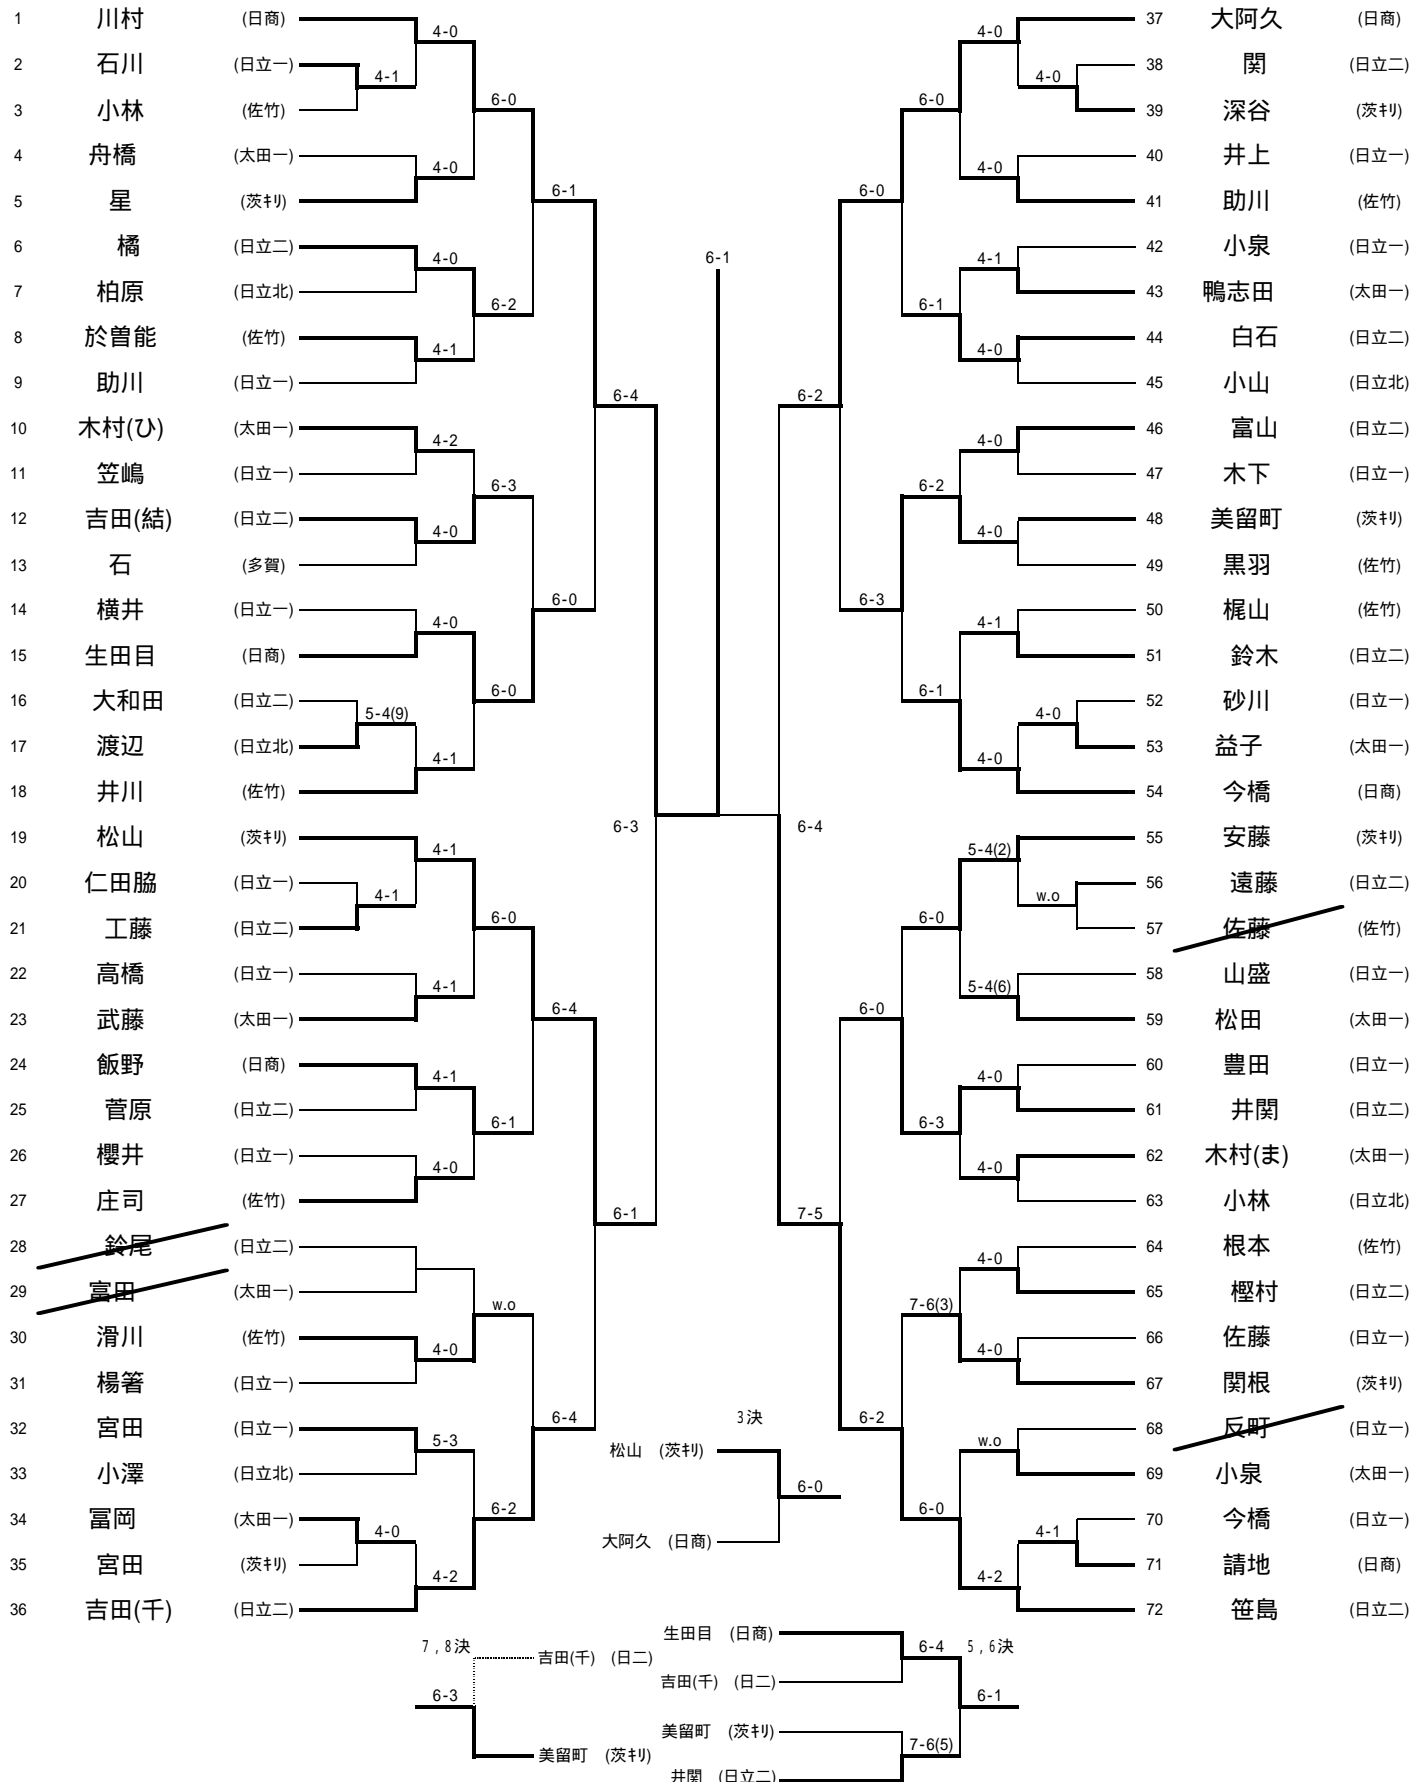 1 川村 (日商)
2 石川 (日立一)
3 小林 (佐竹)
4 舟橋 (太田一)
5 星 (茨キリ)
6 橘 (日立二)
7 柏原 (日立北)
8 於曽能 (佐竹)
9 助川 (日立一)
10 木村(ひ) (太田一)
11 笠嶋 (日立一)
12 吉田(結) (日立二)
13 石 (多賀)
14 横井 (日立一)
15 生田目 (日商)
16 大和田 (日立二)
17 渡辺 (日立北)
18 井川 (佐竹)
19 松山 (茨キリ)
20 仁田脇 (日立一)
21 工藤 (日立二)
22 高橋 (日立一)
23 武藤 (太田一)
24 飯野 (日商)
25 菅原 (日立二)
26 櫻井 (日立一)
27 庄司 (佐竹)
28 鈴尾 (日立二)
29 富田 (太田一)
30 滑川 (佐竹)
31 楊箸 (日立一)
32 宮田 (日立一)
33 小澤 (日立北)
34 冨岡 (太田一)
35 宮田 (茨キリ)
36 吉田(千) (日立二)
4-0
4-1
4-0
4-0
4-1
4-2
4-0
4-0
5-4(9)
4-1
4-1
4-1
4-1
4-1
4-0
4-0
5-3
4-0
4-2
6-0
6-2
6-3
6-0
6-0
6-1
w.o
6-2
6-1
6-0
6-4
6-4
6-4
6-1
6-3
6-1
6-4
6-2
7-5
6-0
6-3
6-0
6-2
6-0
6-1
6-2
6-1
6-0
6-3
7-6(3)
6-0
4-0
4-0
4-0
4-1
4-0
4-0
4-0
4-1
4-0
4-0
5-4(2)
w.o
5-4(6)
4-0
4-0
4-0
4-0
w.o
4-1
4-2
37 大阿久 (日商)
38 関 (日立二)
39 深谷 (茨キリ)
40 井上 (日立一)
41 助川 (佐竹)
42 小泉 (日立一)
43 鴨志田 (太田一)
44 白石 (日立二)
45 小山 (日立北)
46 富山 (日立二)
47 木下 (日立一)
48 美留町 (茨キリ)
49 黒羽 (佐竹)
50 梶山 (佐竹)
51 鈴木 (日立二)
52 砂川 (日立一)
53 益子 (太田一)
54 今橋 (日商)
55 安藤 (茨キリ)
56 遠藤 (日立二)
57 佐藤 (佐竹)
58 山盛 (日立一)
59 松田 (太田一)
60 豊田 (日立一)
61 井関 (日立二)
62 木村(ま) (太田一)
63 小林 (日立北)
64 根本 (佐竹)
65 樫村 (日立二)
66 佐藤 (日立一)
67 関根 (茨キリ)
68 反町 (日立一)
69 小泉 (太田一)
70 今橋 (日立一)
71 請地 (日商)
72 笹島 (日立二)
3決
松山 (茨キリ)
6-0
大阿久 (日商)
7,8決
吉田(千) (日二)
6-3
美留町 (茨キリ)
生田目 (日商)
6-4
5,6決
吉田(千) (日二)
6-1
美留町 (茨キリ)
7-6(5)
井関 (日立二)